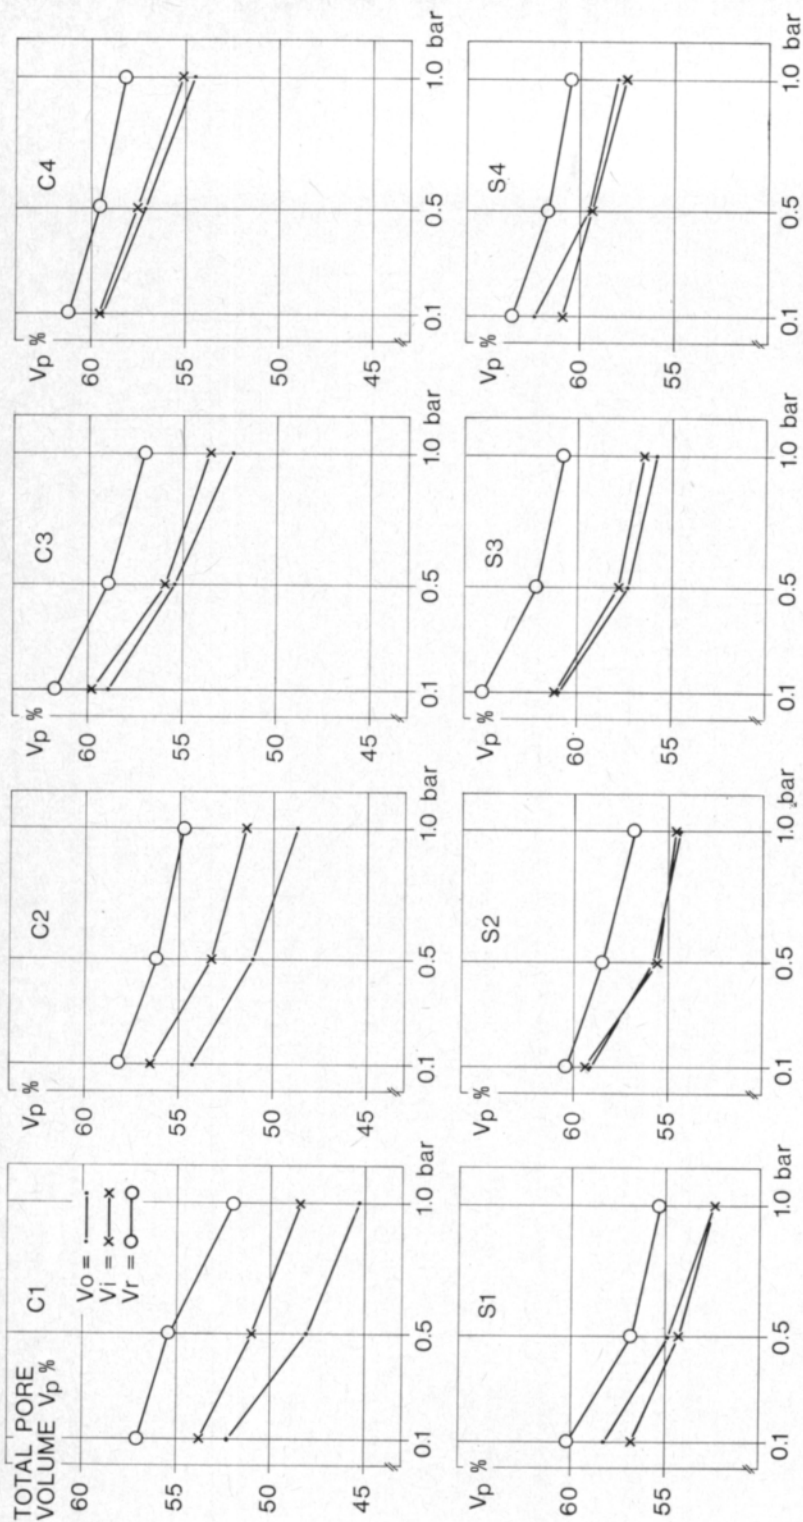 TOTAL PORE
VOLUME Vp %
C1
Vo =
Vi =
Vr =
60
55
50
45
0.1
0.5
1.0 bar
Vp %
C2
60
55
50
45
0.1
0.5
1.0 bar
Vp %
C3
60
55
50
45
0.1
0.5
1.0 bar
Vp %
C4
60
55
50
45
0.1
0.5
1.0 bar
Vp %
S1
60
55
0.1
0.5
1.0 bar
Vp %
S2
60
55
0.1
0.5
1.0 bar
Vp %
S3
60
55
0.1
0.5
1.0 bar
Vp %
S4
60
55
0.1
0.5
1.0 bar